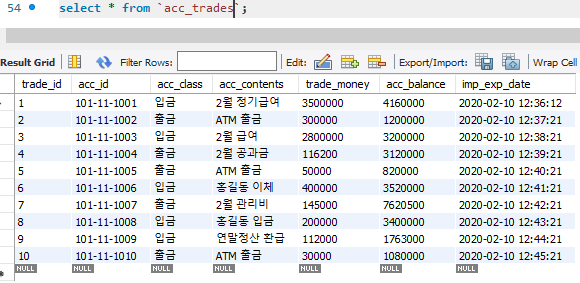 54 select * from `acc_trades`;
Result Grid Filter Rows: Edit: Export/Import: Wrap Cell
trade_id acc_id acc_class acc_contents trade_money acc_balance imp_exp_date
1 101-11-1001 입금 2월 정기급여 3500000 4160000 2020-02-10 12:36:12
2 101-11-1002 출금 ATM 출금 300000 1200000 2020-02-10 12:37:21
3 101-11-1003 입금 2월 급여 2800000 3200000 2020-02-10 12:38:21
4 101-11-1004 출금 2월 공과금 116200 3120000 2020-02-10 12:39:21
5 101-11-1005 출금 ATM 출금 50000 820000 2020-02-10 12:40:21
6 101-11-1006 입금 홍길동 이체 400000 3520000 2020-02-10 12:41:21
7 101-11-1007 출금 2월 관리비 145000 7620500 2020-02-10 12:42:21
8 101-11-1008 입금 홍길동 입금 200000 3400000 2020-02-10 12:43:21
9 101-11-1009 입금 연말정산 환급 112000 1763000 2020-02-10 12:44:21
10 101-11-1010 출금 ATM 출금 30000 1080000 2020-02-10 12:45:21
NULL NULL NULL NULL NULL NULL NULL